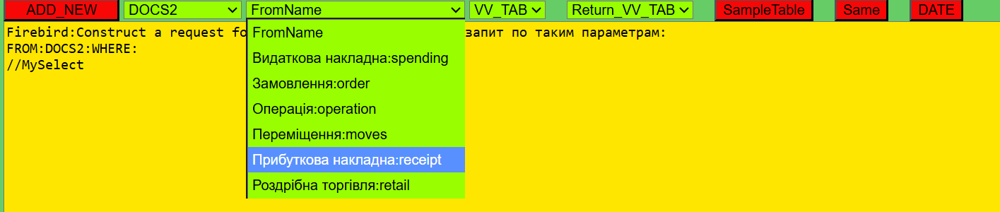 ADD_NEW DOCS2 FromName VV_TAB Return_VV_TAB SampleTable Same DATE
Firebird:Construct a request fo запит по таким параметрам:
FROM:DOCS2:WHERE:
//MySelect
FromName
Видаткова накладна:spending
Замовлення:order
Операція:operation
Переміщення:moves
Прибуткова накладна:receipt
Роздрібна торгівля:retail